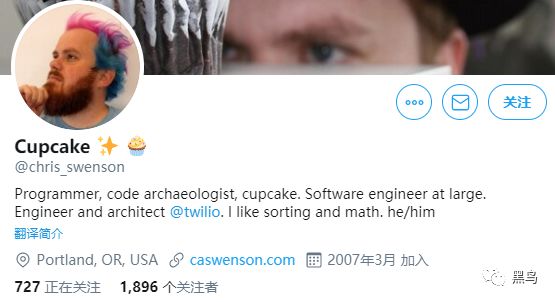 关注
Cupcake ✨ 🧁
@chris_swenson
Programmer, code archaeologist, cupcake. Software engineer at large.
Engineer and architect @twilio. I like sorting and math. he/him
翻译简介
Portland, OR, USA caswenson.com 2007年3月 加入
727 正在关注 1,896 个关注者
黑鸟